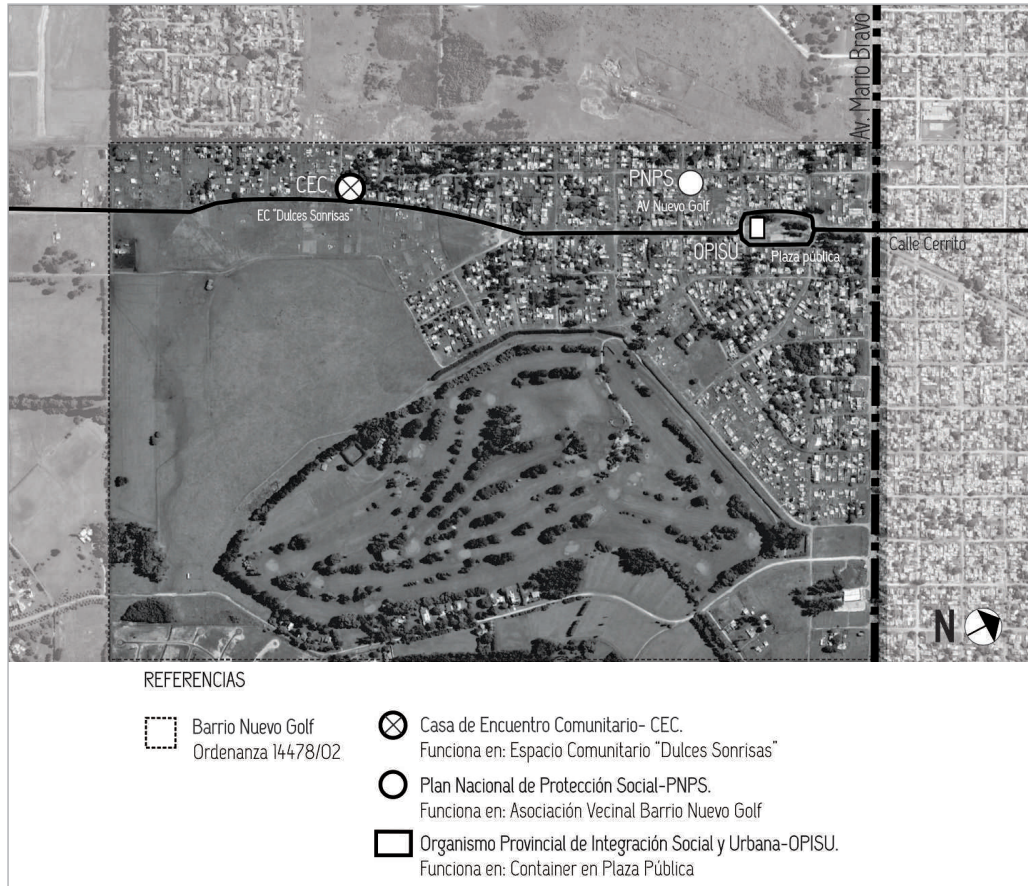 Av. Mario Bravo
CEC
EC "Dulces Sonrisas"
PNPS
AV Nuevo Golf
OPISU
Plaza pública
Calle Cerrito
N
REFERENCIAS
Barrio Nuevo Golf
Ordenanza 14478/02
Casa de Encuentro Comunitario- CEC.
Funciona en: Espacio Comunitario "Dulces Sonrisas"
Plan Nacional de Protección Social-PNPS.
Funciona en: Asociación Vecinal Barrio Nuevo Golf
Organismo Provincial de Integración Social y Urbana-OPISU.
Funciona en: Container en Plaza Pública